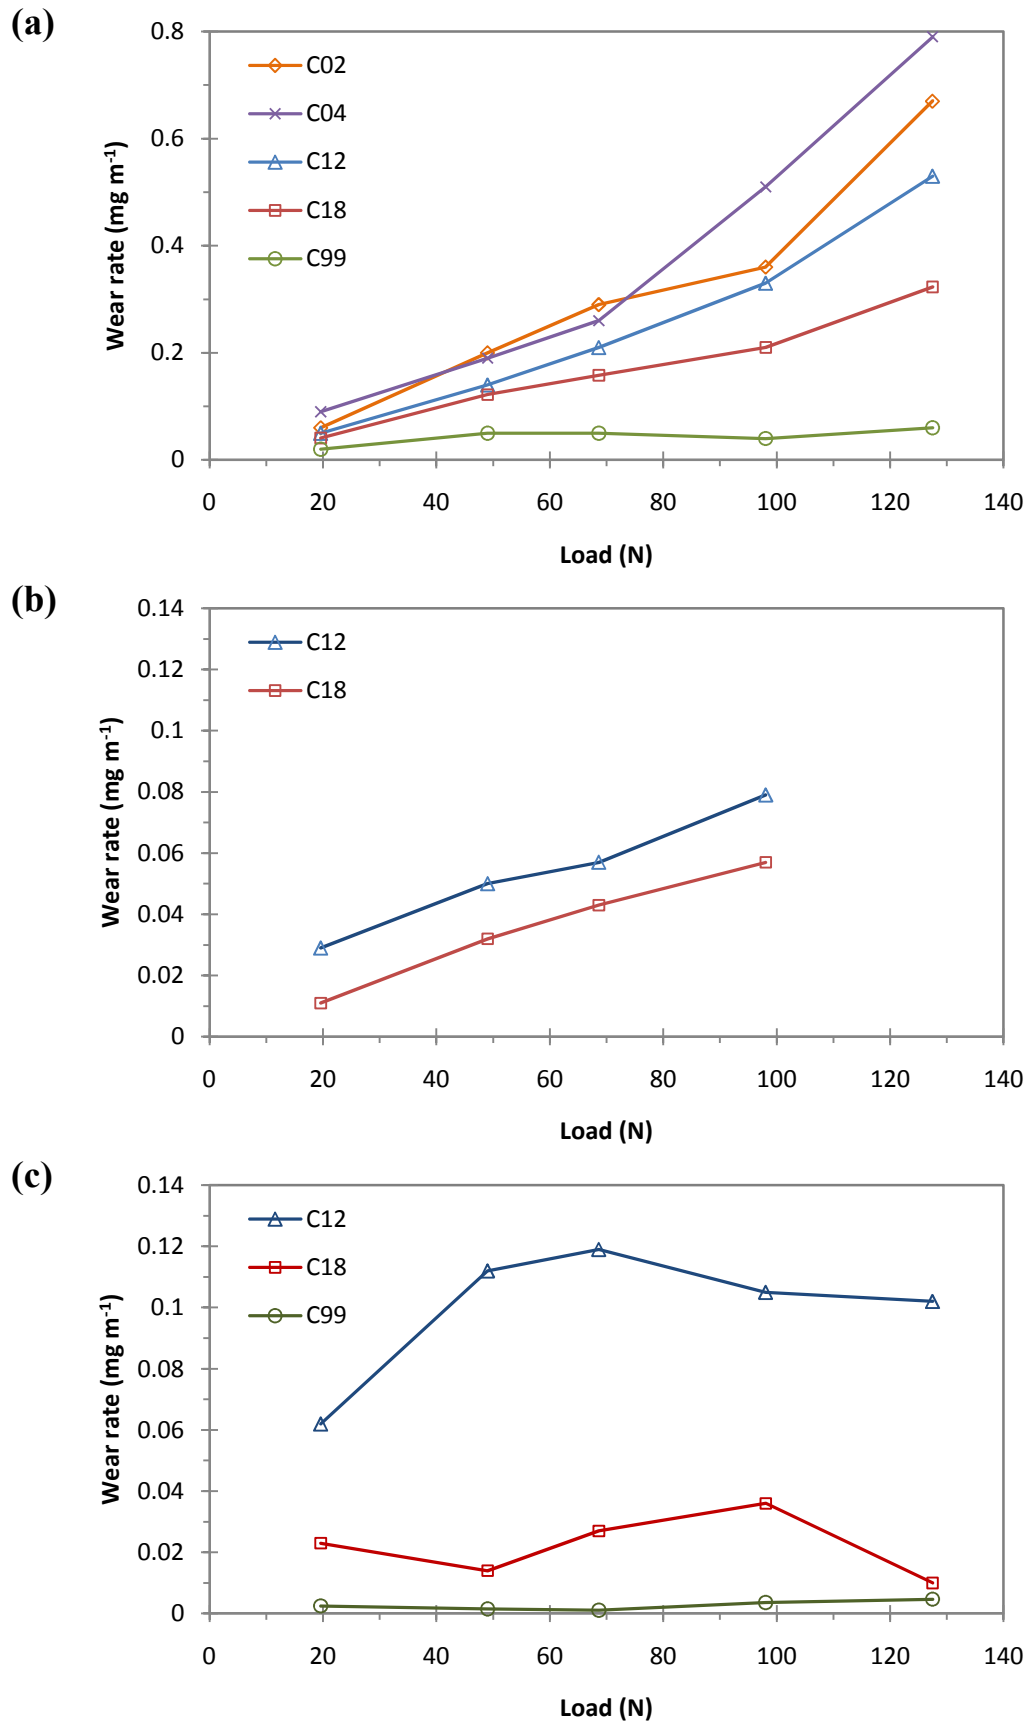 (a)
0.8
0.6
0.4
0.2
0
Wear rate (mg m-1)
C02
C04
C12
C18
C99
0 20 40 60 80 100 120 140
Load (N)
(b)
0.14
0.12
0.1
0.08
0.06
0.04
0.02
0
Wear rate (mg m-1)
C12
C18
0 20 40 60 80 100 120 140
Load (N)
(c)
0.14
0.12
0.1
0.08
0.06
0.04
0.02
0
Wear rate (mg m-1)
C12
C18
C99
0 20 40 60 80 100 120 140
Load (N)